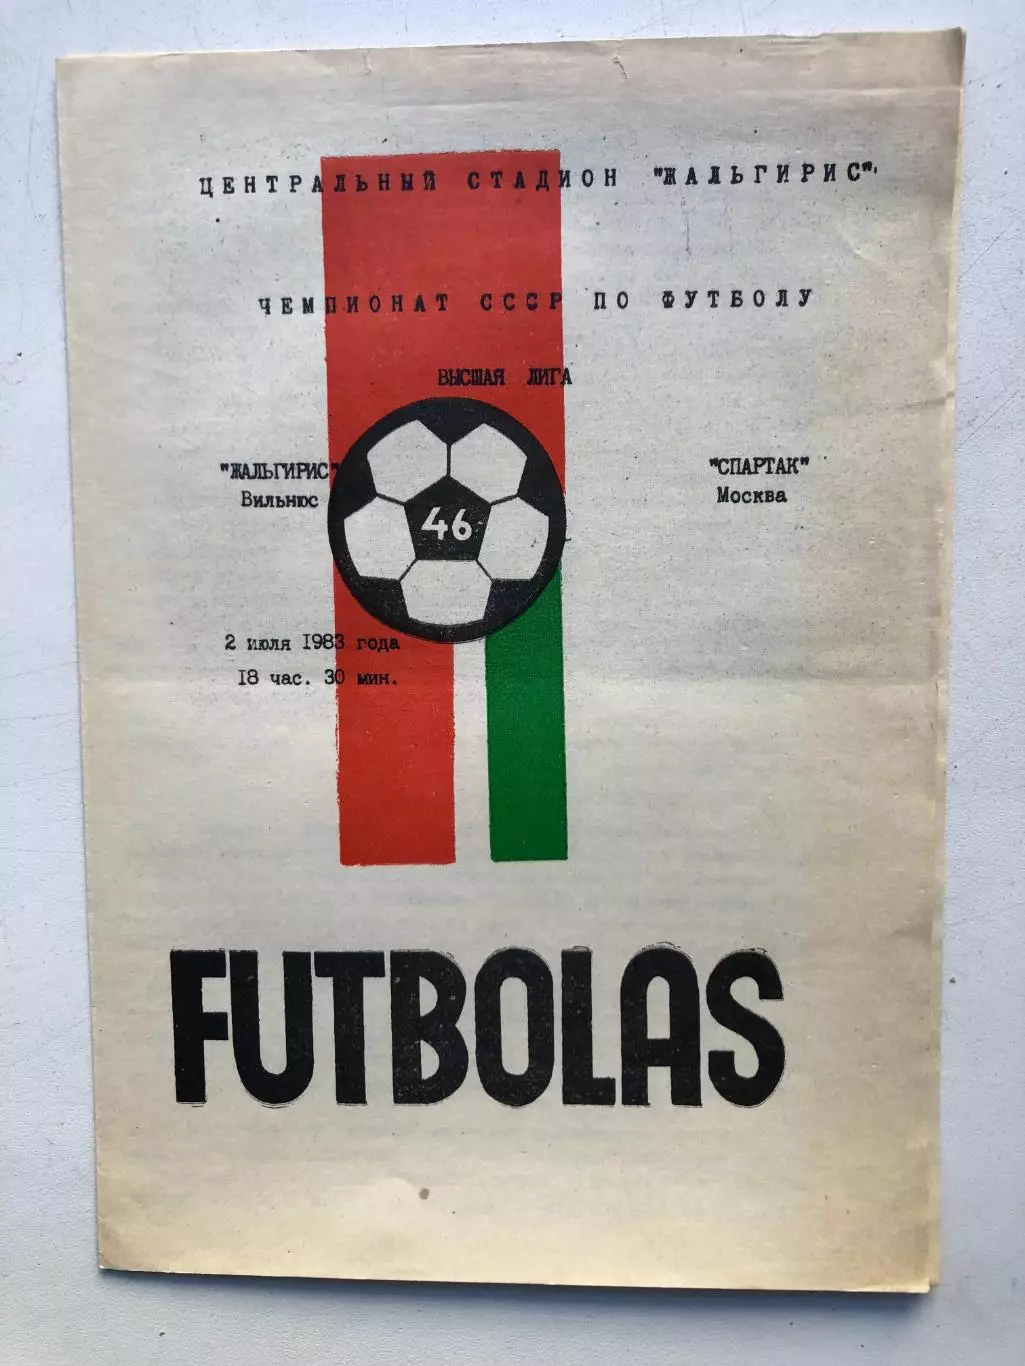 ЦЕНТРАЛЬНЫЙ СТАДИОН "ЖАЛЬГИРИС"
ЧЕМПИОНАТ СССР ПО ФУТБОЛУ
ВЫСШАЯ ЛИГА
"ЖАЛЬГИРИС" "СПАРТАК"
Вильнюс Москва
46
2 июля 1983 года
18 час. 30 мин.
FUTBOLAS